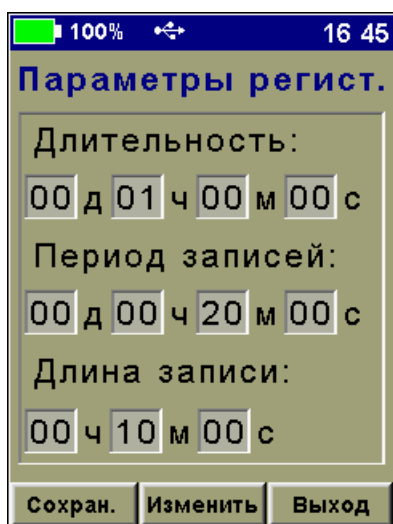 100% 16 45
Параметры регист.
Длительность:
00 д 01 ч 00 м 00 с
Период записей:
00 д 00 ч 20 м 00 с
Длина записи:
00 ч 10 м 00 с
Сохран. Изменить Выход